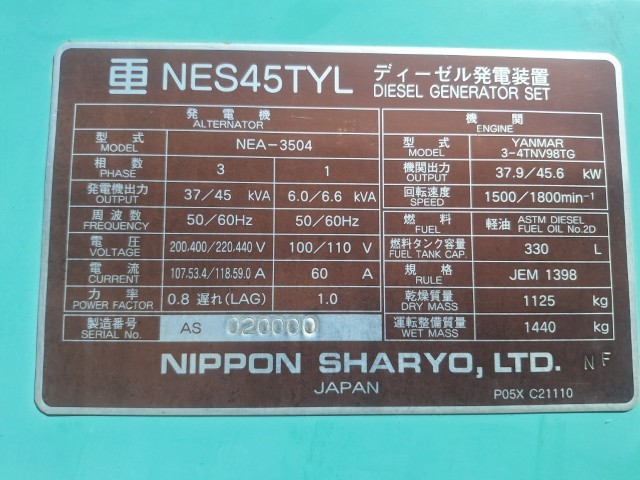 NES45TYL ディーゼル発電装置
DIESEL GENERATOR SET
発電機
ALTERNATOR
型式 NEA-3504
MODEL
相数 3 1
PHASE
発電機出力 37/45 kVA 6.0/6.6 kVA
OUTPUT
周波数 50/60Hz 50/60Hz
FREQUENCY
電圧 200.400/220.440 V 100/110 V
VOLTAGE
電流 107.53.4/118.59.0 A 60 A
CURRENT
力率 0.8 遅れ(LAG) 1.0
POWER FACTOR
製造番号 AS 020000
SERIAL No.
機関
ENGINE
型式 YANMAR
MODEL 3-4TNV98TG
機関出力 37.9/45.6 kW
OUTPUT
回転速度 1500/1800min-1
SPEED
燃料 軽油 ASTM DIESEL
FUEL FUEL OIL No.2D
燃料タンク容量 330 L
FUEL TANK CAP.
規格 JEM 1398
RULE
乾燥質量 1125 kg
DRY MASS
運転整備質量 1440 kg
WET MASS
NIPPON SHARYO, LTD. NF
JAPAN
P05X C21110